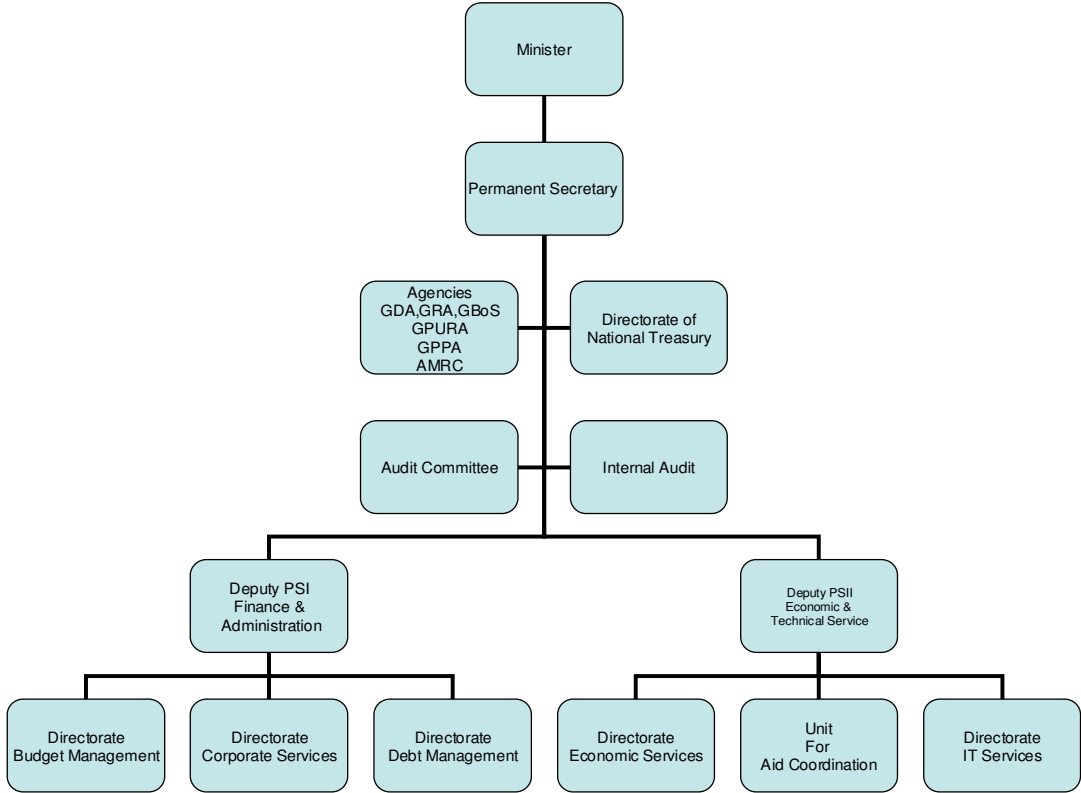 Minister
Permanent Secretary
Agencies
GDA,GRA,GBoS
GPURA
GPPA
AMRC
Directorate of
National Treasury
Audit Committee
Internal Audit
Deputy PSI
Finance &
Administration
Deputy PSII
Economic &
Technical Service
Directorate
Budget Management
Directorate
Corporate Services
Directorate
Debt Management
Directorate
Economic Services
Unit
For
Aid Coordination
Directorate
IT Services